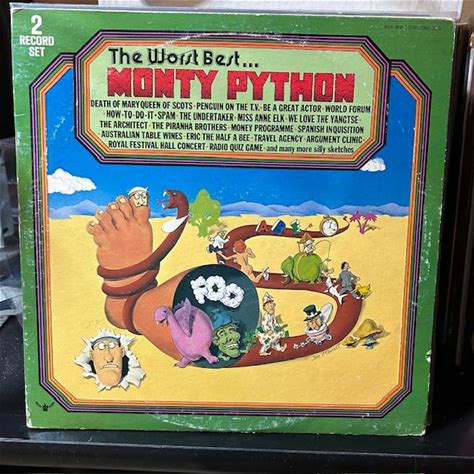 2
RECORD
SET
The Worst Best...
MONTY PYTHON
DEATH OF MARY QUEEN OF SCOTS · PENGUIN ON THE T.V. · BE A GREAT ACTOR · WORLD FORUM
· HOW-TO-DO-IT · SPAM · THE UNDERTAKER · MISS ANNE ELK · WE LOVE THE YANGTSE ·
THE ARCHITECT · THE PIRANHA BROTHERS · MONEY PROGRAMME · SPANISH INQUISITION
AUSTRALIAN TABLE WINES · ERIC THE HALF A BEE · TRAVEL AGENCY · ARGUMENT CLINIC
ROYAL FESTIVAL HALL CONCERT · RADIO QUIZ GAME · and many more silly sketches